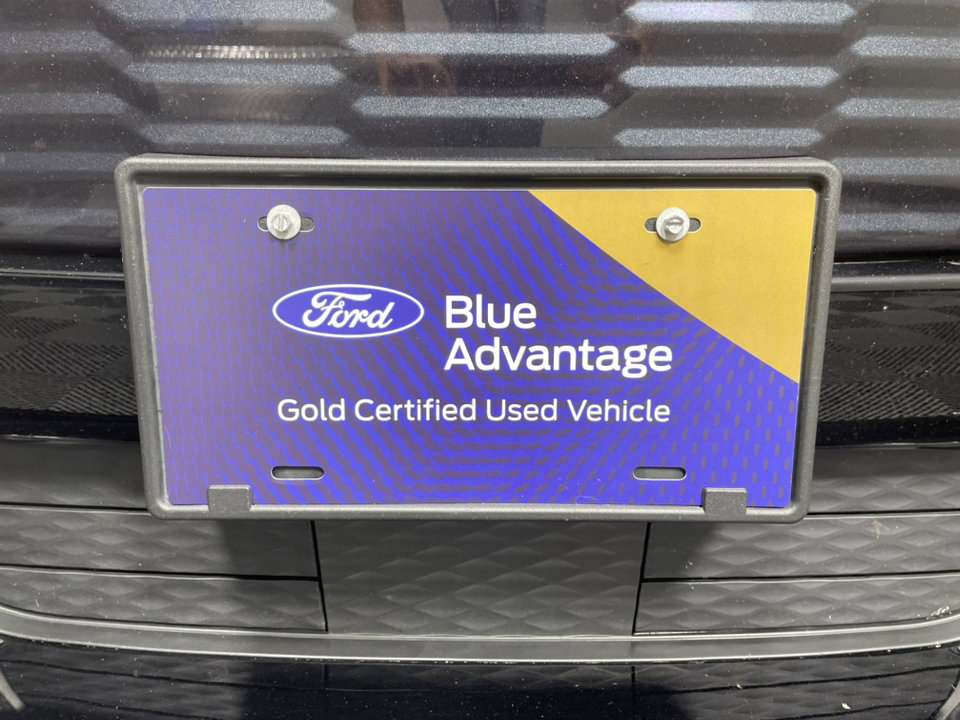 Ford
Blue
Advantage
Gold Certified Used Vehicle